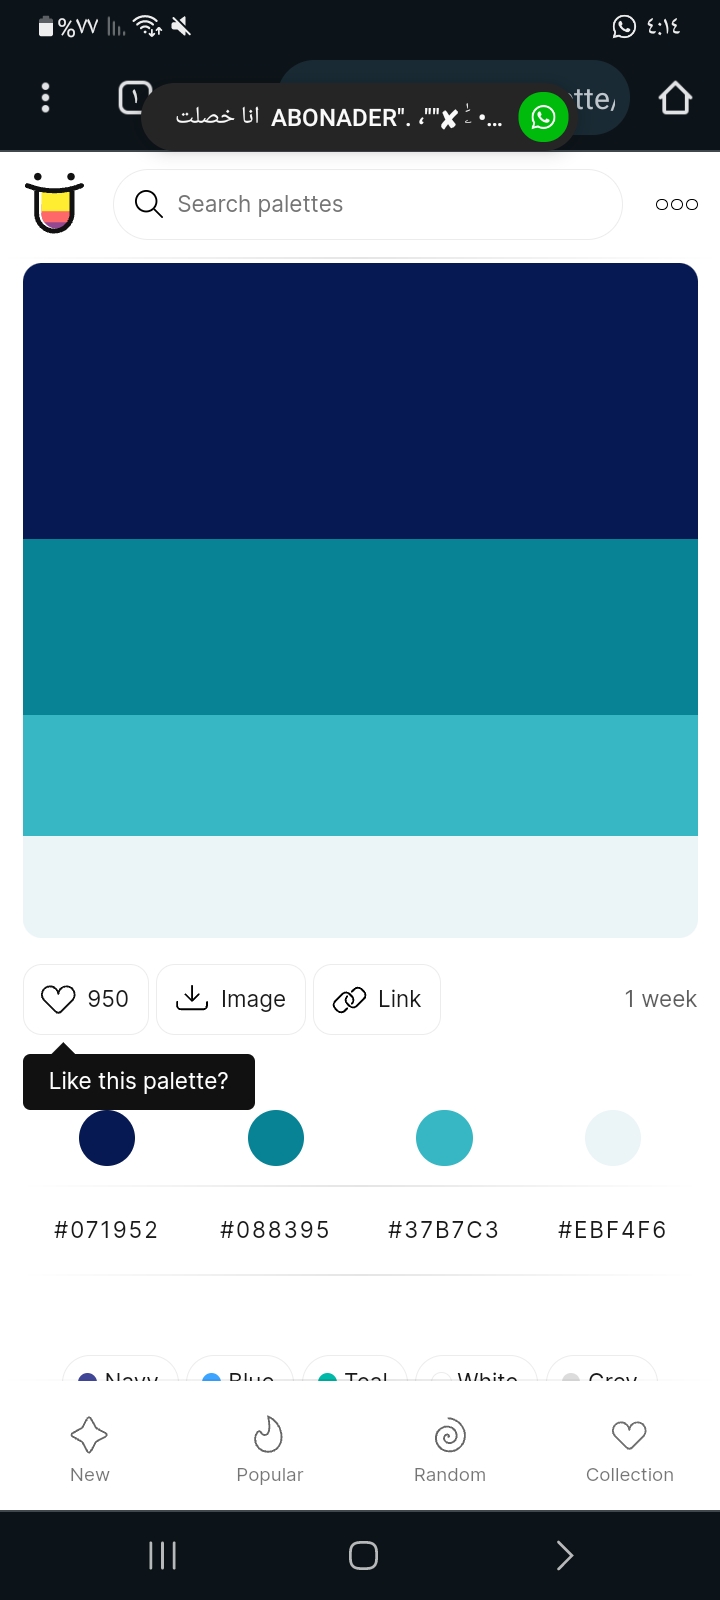 %٧٧ ٤:١٤
١ tte/
انا خصلت ABONADER". ،""✘ •...
Search palettes
950 Image Link 1 week
Like this palette?
#071952 #088395 #37B7C3 #EBF4F6
Navy Blue Teal White Grey
New Popular Random Collection